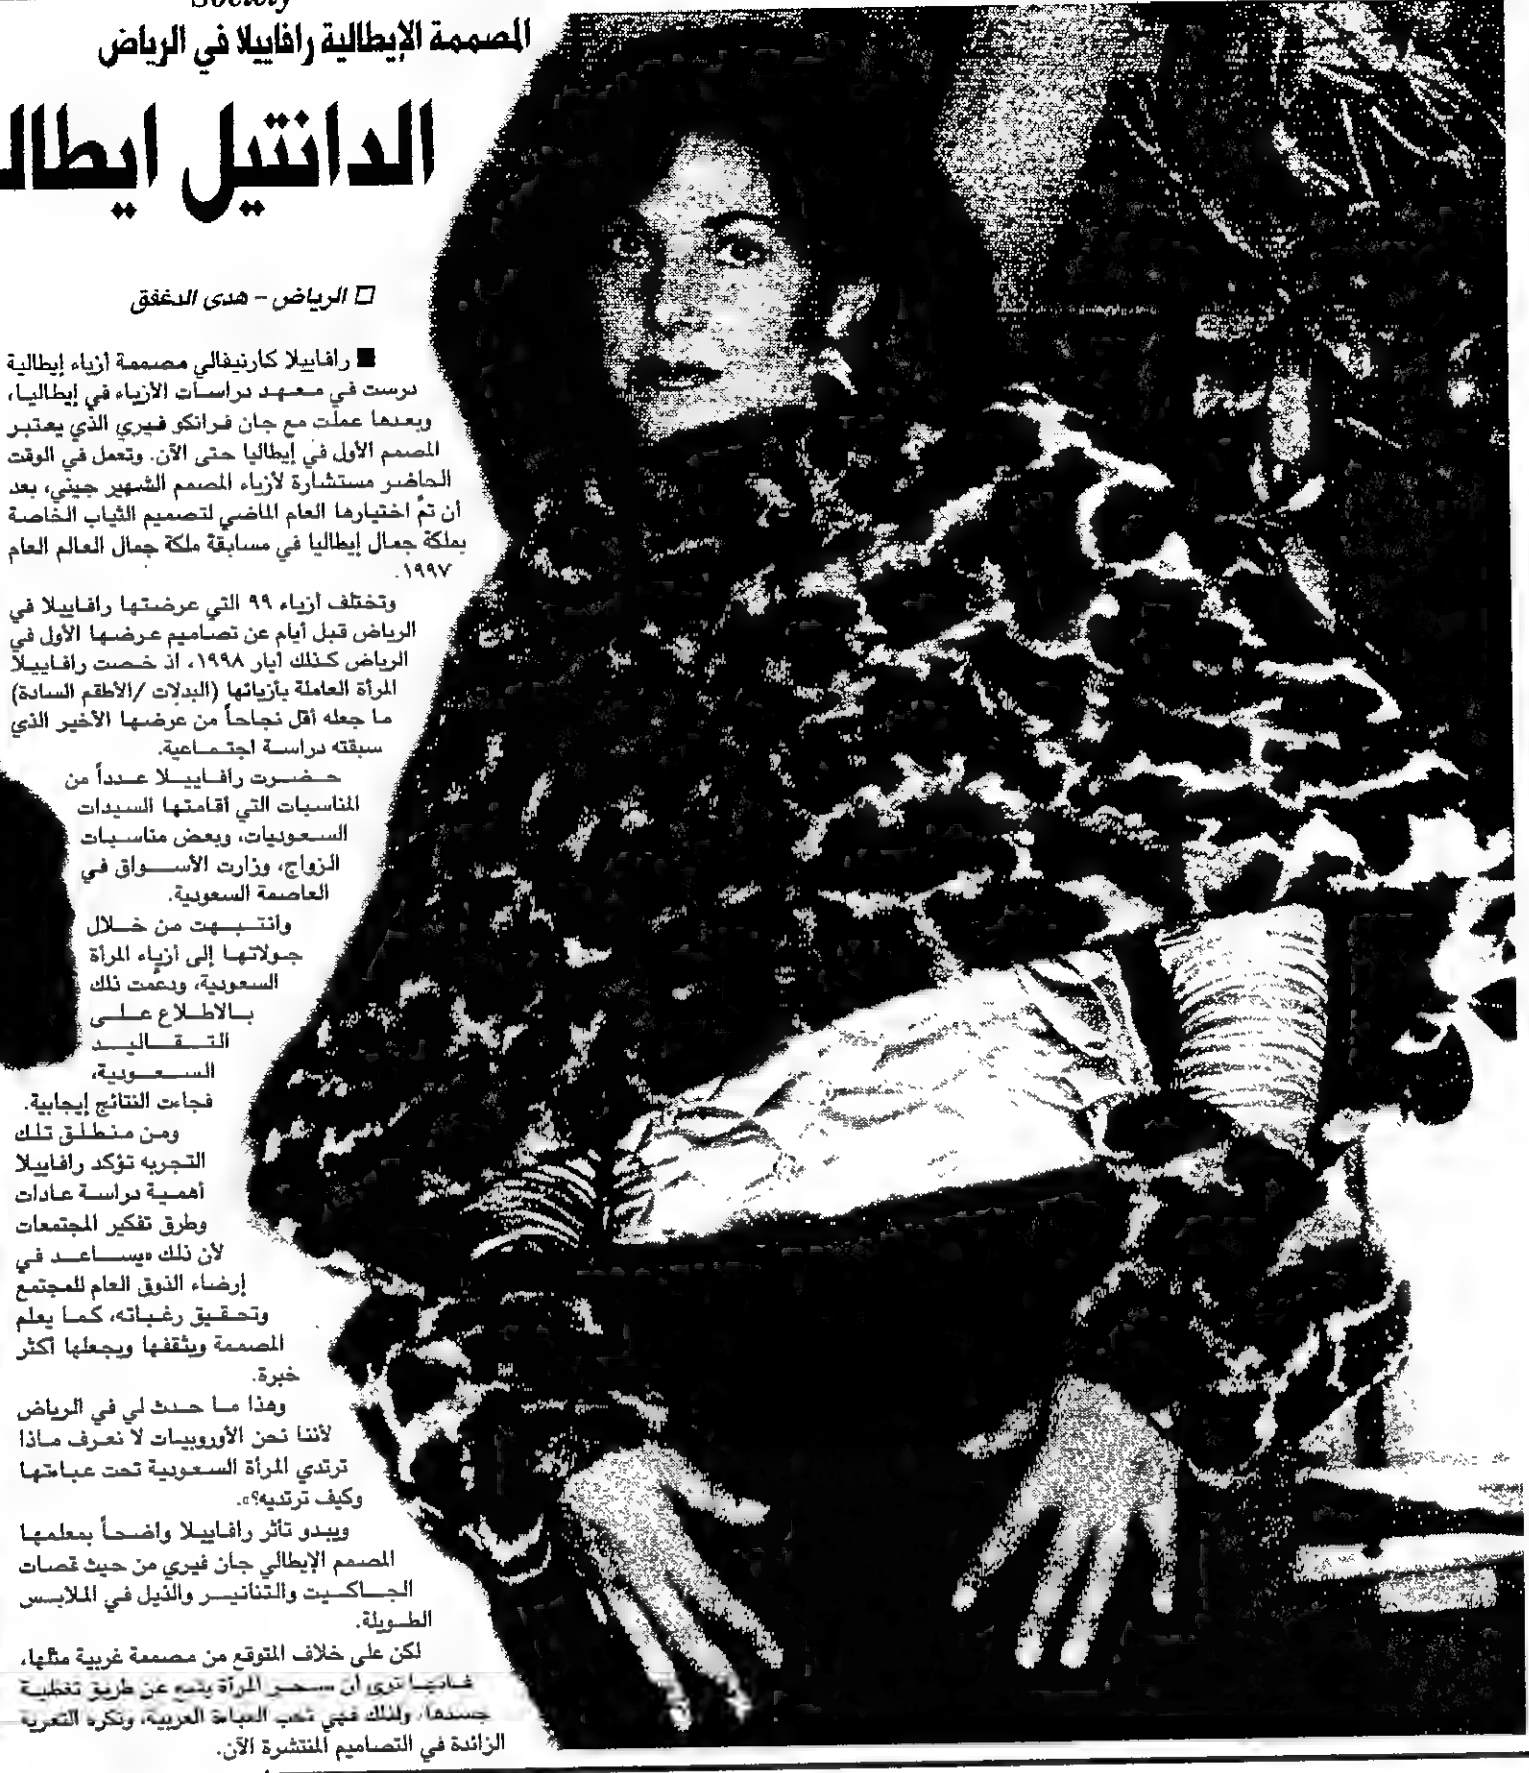 Society
المصممة الإيطالية رافاييلا في الرياض
الدانتيل ايطالـ
□ الرياض – هدى الدغفق
■ رافاييلا كارنيفالي مصممة أزياء إيطالية
درست في معهد دراسات الأزياء في إيطاليا،
وبعدها عملت مع جان فرانكو فيري الذي يعتبر
المصمم الأول في إيطاليا حتى الآن. وتعمل في الوقت
الحاضر مستشارة لأزياء المصمم الشهير جيني، بعد
أن تمّ اختيارها العام الماضي لتصميم الثياب الخاصة
بملكة جمال إيطاليا في مسابقة ملكة جمال العالم العام
١٩٩٧.
وتختلف أزياء ٩٩ التي عرضتها رافاييلا في
الرياض قبل أيام عن تصاميم عرضها الأول في
الرياض كذلك أيار ١٩٩٨، اذ خصت رافاييلا
المرأة العاملة بأزيائها (البدلات /الأطقم السادة)
ما جعله أقل نجاحاً من عرضها الأخير الذي
سبقته دراسة اجتماعية.
حضرت رافاييلا عدداً من
المناسبات التي أقامتها السيدات
السعوديات، وبعض مناسبات
الزواج، وزارت الأسواق في
العاصمة السعودية.
وانتبهت من خلال
جولاتها إلى أزياء المرأة
السعودية، ودعمت ذلك
بالاطلاع على
التقاليد
السعودية،
فجاءت النتائج إيجابية.
ومن منطلق تلك
التجربه تؤكد رافاييلا
أهمية دراسة عادات
وطرق تفكير المجتمعات
لأن ذلك «يساعد في
إرضاء الذوق العام للمجتمع
وتحقيق رغباته، كما يعلم
المصممة ويثقفها ويجعلها أكثر
خبرة.
وهذا ما حدث لي في الرياض
لأننا نحن الأوروبيات لا نعرف ماذا
ترتدي المرأة السعودية تحت عباءتها
وكيف ترتديه؟».
ويبدو تأثر رافاييلا واضحاً بمعلمها
المصمم الإيطالي جان فيري من حيث قصات
الجاكيت والتنانير والذيل في الملابس
الطويلة.
لكن على خلاف المتوقع من مصممة غربية مثلها،
فانها ترى أن سحر المرأة ينبع عن طريق تغطية
جسدها، ولذلك فهي تحب العباءة العربية، وتكره التعرية
الزائدة في التصاميم المنتشرة الآن.